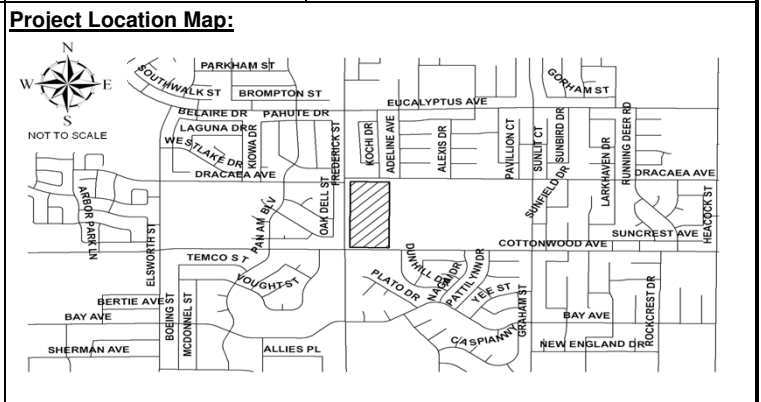 Project Location Map:
N
W E
S
NOT TO SCALE
PARKHAM ST
SOUTHWALK ST
BROMPTON ST
GORHAM ST
EUCALYPTUS AVE
BELAIRE DR
PAHUTE DR
LAGUNA DR
WESTLAKE DR
KIOWA DR
FREDERICK ST
KOCHI DR
ADELINE AVE
ALEXIS DR
PAVILLION CT
SUNLIT CT
SUNBIRD DR
LARKHAVEN DR
RUNNING DEER RD
DRACAEA AVE
DRACAEA AVE
ARBOR PARK LN
ELSWORTH ST
PAN AM BLV
OAK DELL ST
SUNFIELD DR
HEACOCK ST
SUNCREST AVE
COTTONWOOD AVE
TEMCO ST
VOUGHT ST
DUNHILL DR
NAGAI DR
PATTILYNN DR
PLATO DR
YEE ST
GRAHAM ST
ROCKCREST DR
BERTIE AVE
BAY AVE
BOEING ST
MCDONNEL ST
BAY AVE
CASPIAN WY
SHERMAN AVE
ALLIES PL
NEW ENGLAND DR